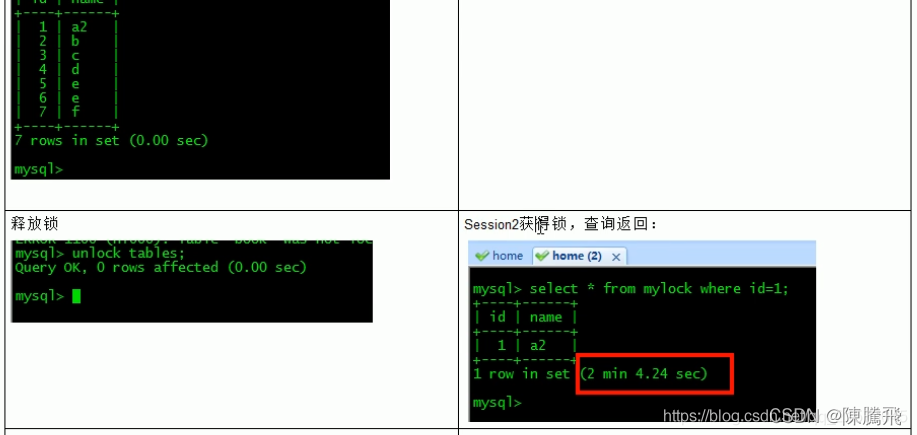 | id | name |
+----+------+
| 1 | a2 |
| 2 | b |
| 3 | c |
| 4 | d |
| 5 | e |
| 6 | e |
| 7 | f |
+----+------+
7 rows in set (0.00 sec)
mysql>
释放锁
mysql> unlock tables;
Query OK, 0 rows affected (0.00 sec)
mysql>
Session2获得锁，查询返回：
home
home (2)
mysql> select * from mylock where id=1;
+----+------+
| id | name |
+----+------+
| 1 | a2 |
+----+------+
1 row in set (2 min 4.24 sec)
mysql>
https://blog.csdn.net/
CSDN @陳騰飛